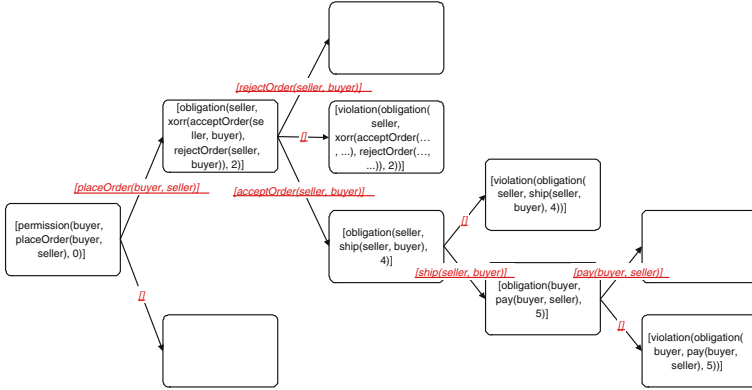 [rejectOrder(seller, buyer)]
[obligation(seller,
xorr(acceptOrder(se
ller, buyer),
rejectOrder(seller,
buyer)), 2)]
[]
[violation(obligation(
seller,
xorr(acceptOrder(…
, ...), rejectOrder(…,
...)), 2))]
[placeOrder(buyer, seller)]
[acceptOrder(seller, buyer)]
[permission(buyer,
placeOrder(buyer,
seller), 0)]
[]
[obligation(seller,
ship(seller, buyer),
4)]
[]
[violation(obligation(
seller, ship(seller,
buyer), 4))]
[ship(seller, buyer)]
[obligation(buyer,
pay(buyer, seller),
5)]
[pay(buyer, seller)]
[]
[violation(obligation(
buyer, pay(buyer,
seller), 5))]